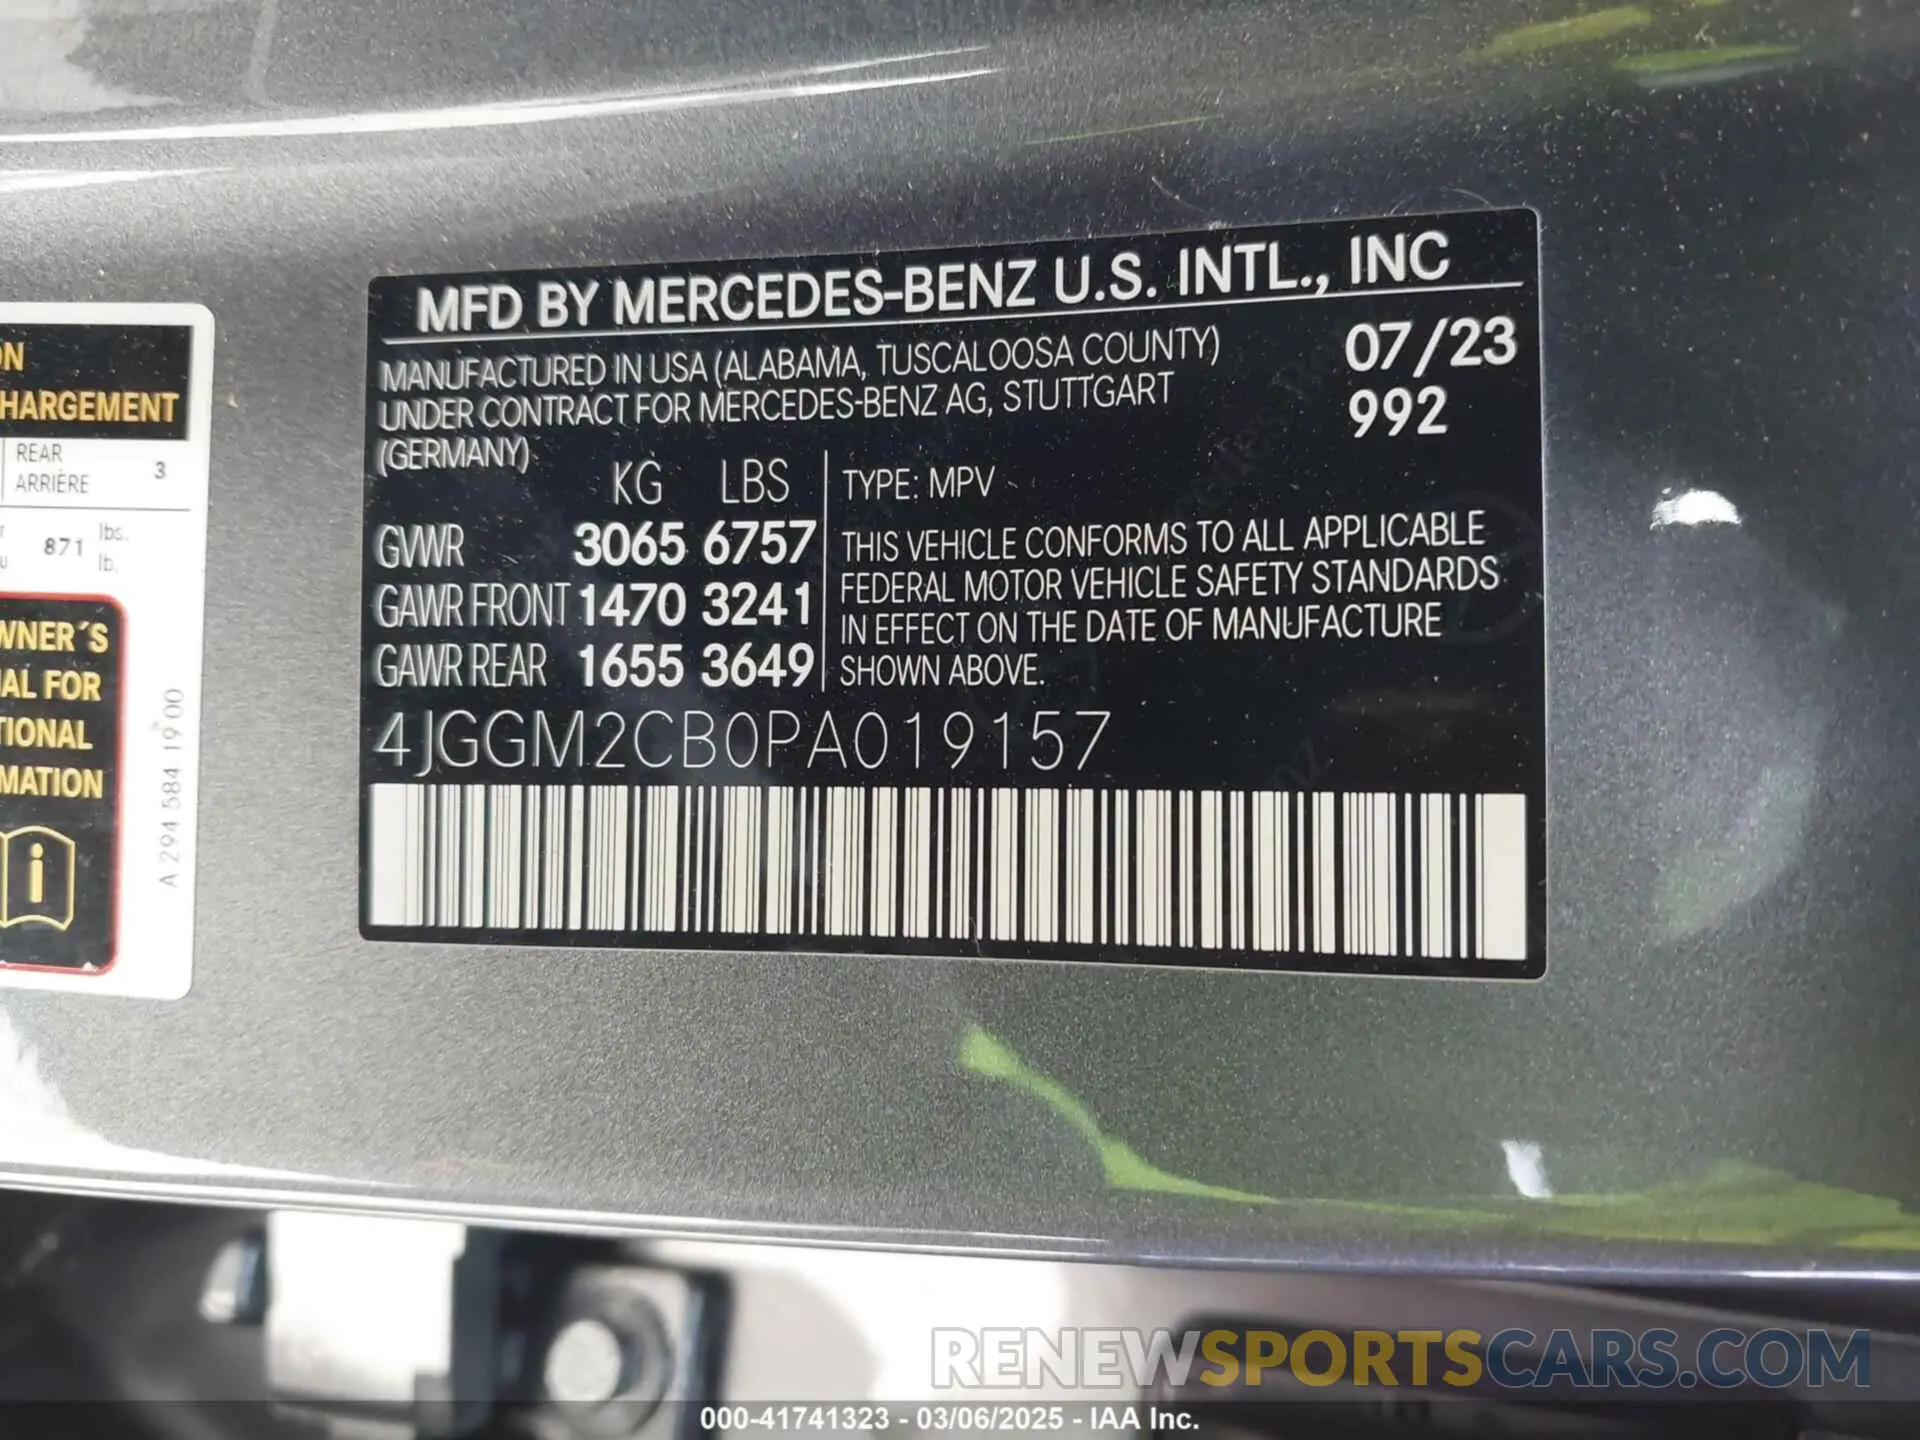 MFD BY MERCEDES-BENZ U.S. INTL., INC
MANUFACTURED IN USA (ALABAMA, TUSCALOOSA COUNTY)
UNDER CONTRACT FOR MERCEDES-BENZ AG, STUTTGART
(GERMANY)
07/23
992
KG LBS
GVWR 3065 6757
GAWR FRONT 1470 3241
GAWR REAR 1655 3649
TYPE: MPV
THIS VEHICLE CONFORMS TO ALL APPLICABLE
FEDERAL MOTOR VEHICLE SAFETY STANDARDS
IN EFFECT ON THE DATE OF MANUFACTURE
SHOWN ABOVE.
4JGGM2CB0PA019157
ON
HARGEMENT
REAR
ARRIÈRE 3
871 lbs.
lb.
WNER´S
AL FOR
TIONAL
MATION
A 294 584 19 00
RENEWSPORTSCARS.COM
000-41741323 - 03/06/2025 - IAA Inc.